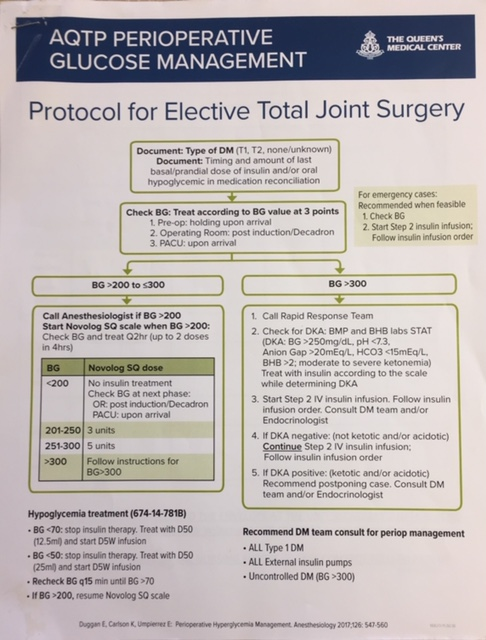 AQTP PERIOPERATIVE
GLUCOSE MANAGEMENT
THE QUEEN'S
MEDICAL CENTER
Protocol for Elective Total Joint Surgery
Document: Type of DM (T1, T2, none/unknown)
Document: Timing and amount of last
basal/prandial dose of insulin and/or oral
hypoglycemic in medication reconciliation
Check BG: Treat according to BG value at 3 points
1. Pre-op: holding upon arrival
2. Operating Room: post induction/Decadron
3. PACU: upon arrival
For emergency cases:
Recommended when feasible
1. Check BG
2. Start Step 2 insulin infusion;
Follow insulin infusion order
BG >200 to ≤300
Call Anesthesiologist if BG >200
Start Novolog SQ scale when BG >200:
Check BG and treat Q2hr (up to 2 doses
in 4hrs)
BG Novolog SQ dose
<200 No insulin treatment
Check BG at next phase:
OR: post induction/Decadron
PACU: upon arrival
201-250 3 units
251-300 5 units
>300 Follow instructions for
BG>300
BG >300
1. Call Rapid Response Team
2. Check for DKA: BMP and BHB labs STAT
(DKA: BG >250mg/dL, pH <7.3,
Anion Gap >20mEq/L, HCO3 <15mEq/L,
BHB >2; moderate to severe ketonemia)
Treat with insulin according to the scale
while determining DKA
3. Start Step 2 IV insulin infusion. Follow insulin
infusion order. Consult DM team and/or
Endocrinologist
4. If DKA negative: (not ketotic and/or acidotic)
Continue Step 2 IV insulin infusion;
Follow insulin infusion order
5. If DKA positive: (ketotic and/or acidotic)
Recommend postponing case. Consult DM
team and/or Endocrinologist
Hypoglycemia treatment (674-14-781B)
• BG <70: stop insulin therapy. Treat with D50
(12.5ml) and start D5W infusion
• BG <50: stop insulin therapy. Treat with D50
(25ml) and start D5W infusion
• Recheck BG q15 min until BG >70
• If BG >200, resume Novolog SQ scale
Recommend DM team consult for periop management
• ALL Type 1 DM
• ALL External insulin pumps
• Uncontrolled DM (BG >300)
Duggan E, Carlson K, Umpierrez E: Perioperative Hyperglycemia Management. Anesthesiology 2017;126: 547-560